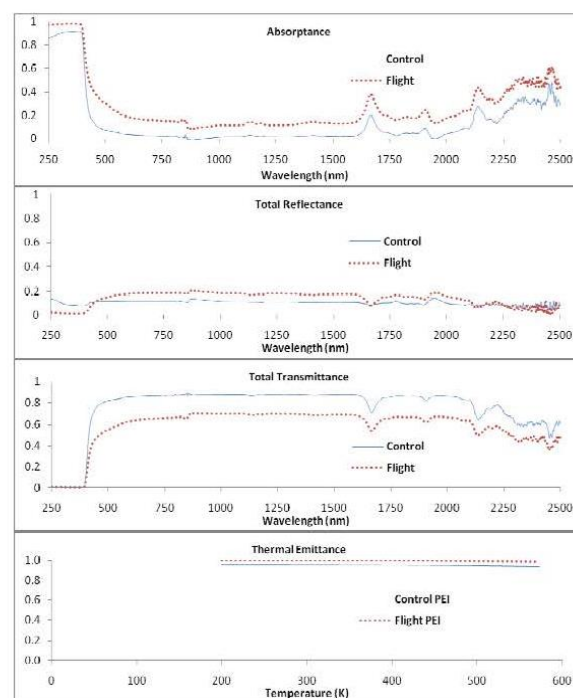 Absorptance
Control
Flight
1
0.8
0.6
0.4
0.2
0
250 500 750 1000 1250 1500 1750 2000 2250 2500
Wavelength (nm)
Total Reflectance
Control
Flight
1
0.8
0.6
0.4
0.2
0
250 500 750 1000 1250 1500 1750 2000 2250 2500
Wavelength (nm)
Total Transmittance
Control
Flight
1
0.8
0.6
0.4
0.2
0
250 500 750 1000 1250 1500 1750 2000 2250 2500
Wavelength (nm)
Thermal Emittance
Control PEI
Flight PEI
1.0
0.8
0.6
0.4
0.2
0.0
0 100 200 300 400 500 600
Temperature (K)